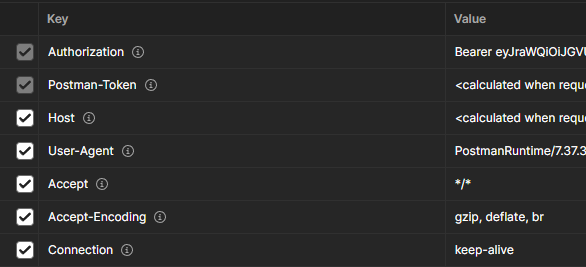 Key Value
Authorization Bearer eyJraWQiOiJGVU
Postman-Token <calculated when reque
Host <calculated when reque
User-Agent PostmanRuntime/7.37.3
Accept */*
Accept-Encoding gzip, deflate, br
Connection keep-alive